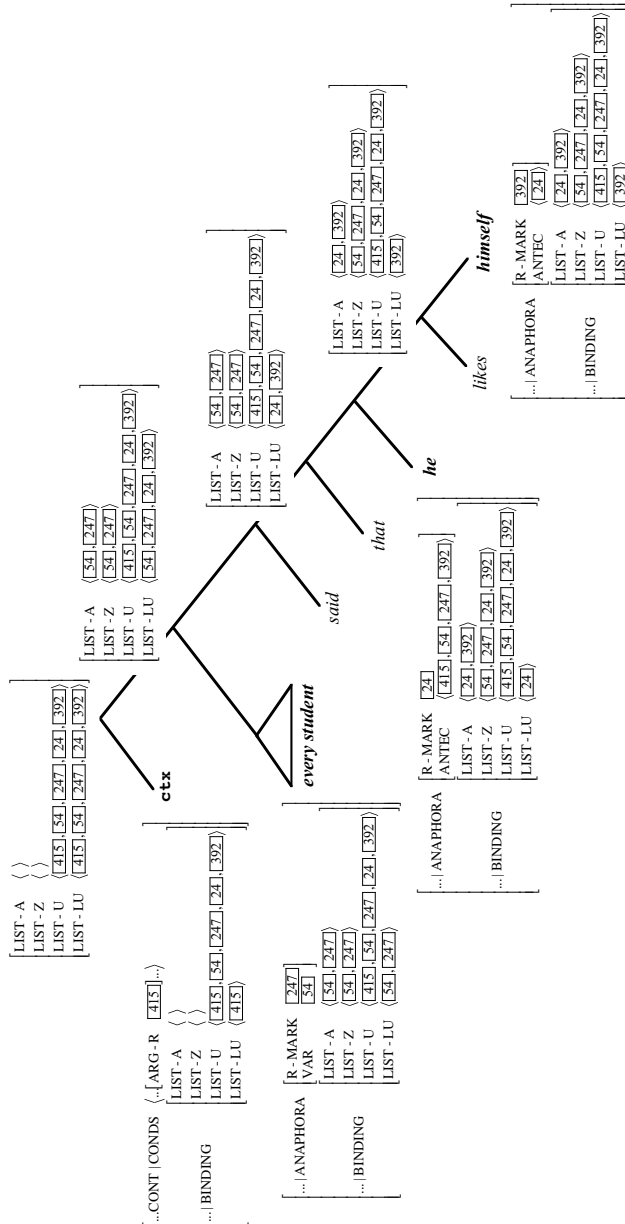 LIST-A ⟨⟩
LIST-Z ⟨⟩
LIST-U ⟨415, 54, 247, 24, 392⟩
LIST-LU ⟨415, 54, 247, 24, 392⟩
LIST-A ⟨54, 247⟩
LIST-Z ⟨54, 247⟩
LIST-U ⟨415, 54, 247, 24, 392⟩
LIST-LU ⟨54, 247, 24, 392⟩
ctx
...CONT |CONDS ⟨...[ARG-R 415]...⟩
...| BINDING
LIST-A ⟨⟩
LIST-Z ⟨⟩
LIST-U ⟨415, 54, 247, 24, 392⟩
LIST-LU ⟨415⟩
LIST-A ⟨54, 247⟩
LIST-Z ⟨54, 247⟩
LIST-U ⟨415, 54, 247, 24, 392⟩
LIST-LU ⟨24, 392⟩
every student
...| ANAPHORA
R-MARK 247
VAR 54
...| BINDING
LIST-A ⟨54, 247⟩
LIST-Z ⟨54, 247⟩
LIST-U ⟨415, 54, 247, 24, 392⟩
LIST-LU ⟨54, 247⟩
said
LIST-A ⟨24, 392⟩
LIST-Z ⟨54, 247, 24, 392⟩
LIST-U ⟨415, 54, 247, 24, 392⟩
LIST-LU ⟨392⟩
that
he
...| ANAPHORA
R-MARK 24
ANTEC ⟨415, 54, 247, 392⟩
...| BINDING
LIST-A ⟨24, 392⟩
LIST-Z ⟨54, 247, 24, 392⟩
LIST-U ⟨415, 54, 247, 24, 392⟩
LIST-LU ⟨24⟩
likes
himself
...| ANAPHORA
R-MARK 392
ANTEC ⟨24⟩
...| BINDING
LIST-A ⟨24, 392⟩
LIST-Z ⟨54, 247, 24, 392⟩
LIST-U ⟨415, 54, 247, 24, 392⟩
LIST-LU ⟨392⟩